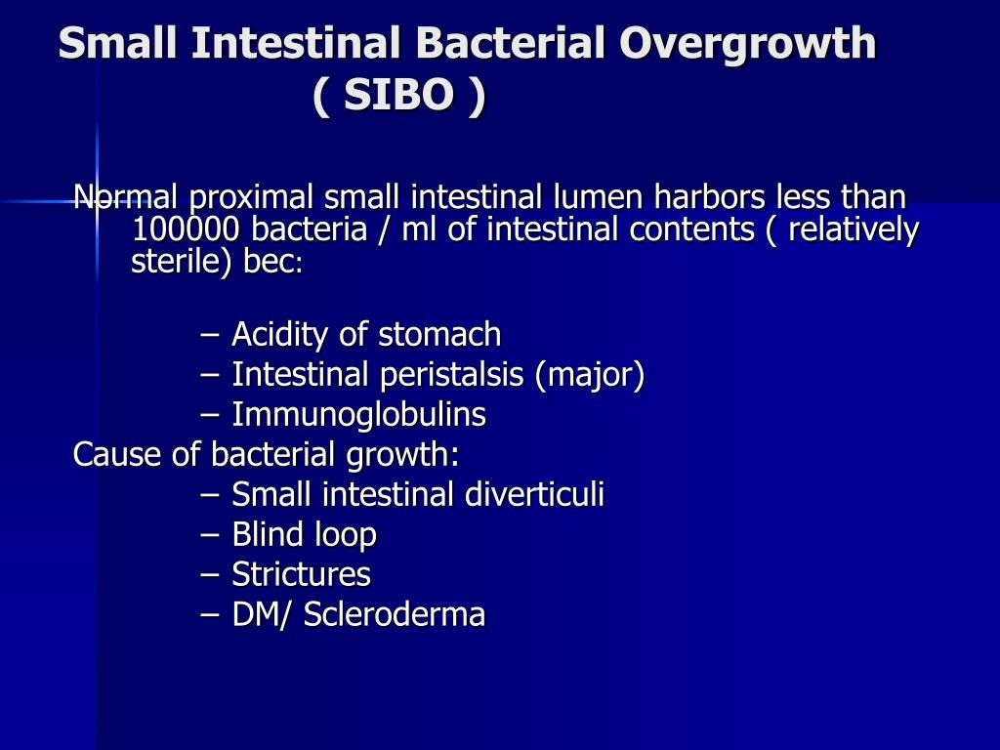 Small Intestinal Bacterial Overgrowth
( SIBO )
Normal proximal small intestinal lumen harbors less than
100000 bacteria / ml of intestinal contents ( relatively
sterile) bec:
– Acidity of stomach
– Intestinal peristalsis (major)
– Immunoglobulins
Cause of bacterial growth:
– Small intestinal diverticuli
– Blind loop
– Strictures
– DM/ Scleroderma